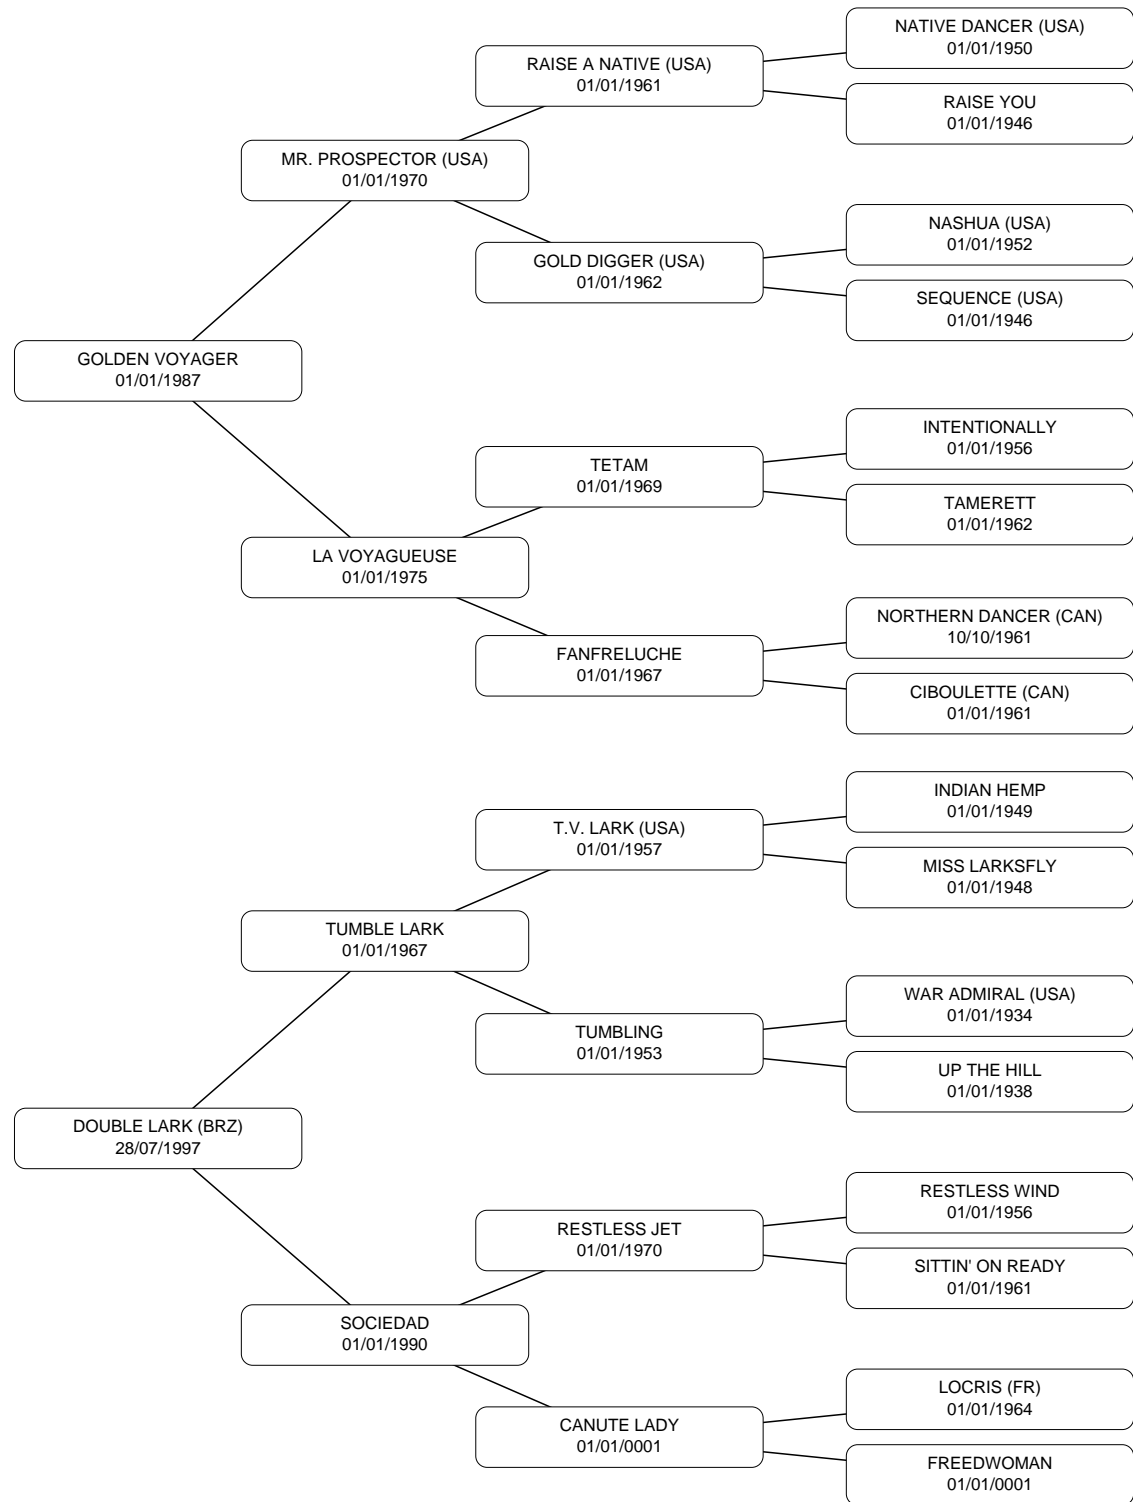 NATIVE DANCER (USA)
01/01/1950
RAISE A NATIVE (USA)
01/01/1961
RAISE YOU
01/01/1946
MR. PROSPECTOR (USA)
01/01/1970
NASHUA (USA)
01/01/1952
GOLD DIGGER (USA)
01/01/1962
SEQUENCE (USA)
01/01/1946
GOLDEN VOYAGER
01/01/1987
INTENTIONALLY
01/01/1956
TETAM
01/01/1969
TAMERETT
01/01/1962
LA VOYAGUEUSE
01/01/1975
NORTHERN DANCER (CAN)
10/10/1961
FANFRELUCHE
01/01/1967
CIBOULETTE (CAN)
01/01/1961
INDIAN HEMP
01/01/1949
T.V. LARK (USA)
01/01/1957
MISS LARKSFLY
01/01/1948
TUMBLE LARK
01/01/1967
WAR ADMIRAL (USA)
01/01/1934
TUMBLING
01/01/1953
UP THE HILL
01/01/1938
DOUBLE LARK (BRZ)
28/07/1997
RESTLESS WIND
01/01/1956
RESTLESS JET
01/01/1970
SITTIN' ON READY
01/01/1961
SOCIEDAD
01/01/1990
LOCRIS (FR)
01/01/1964
CANUTE LADY
01/01/0001
FREEDWOMAN
01/01/0001